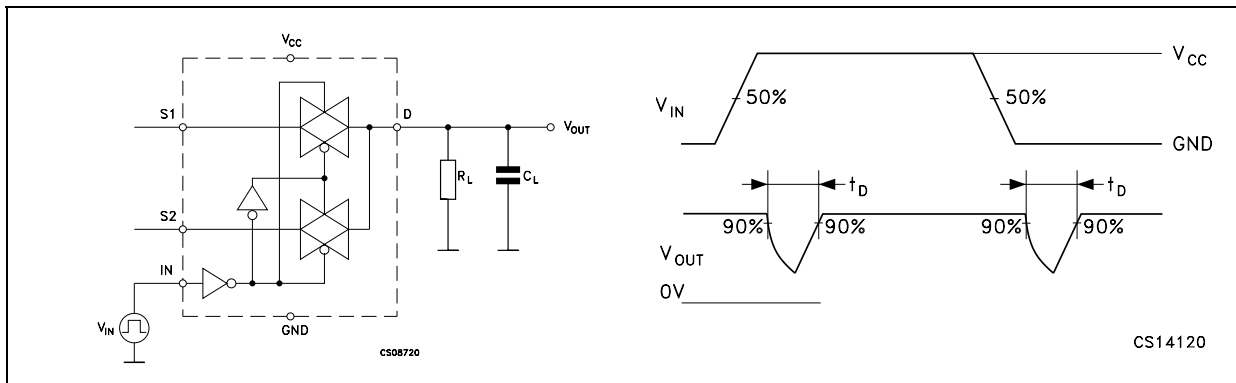 VCC
S1
D
VOUT
RL
CL
S2
IN
VIN
GND
CS08720
VCC
VIN
50%
50%
GND
tD
tD
90%
90%
90%
90%
VOUT
0V
CS14120